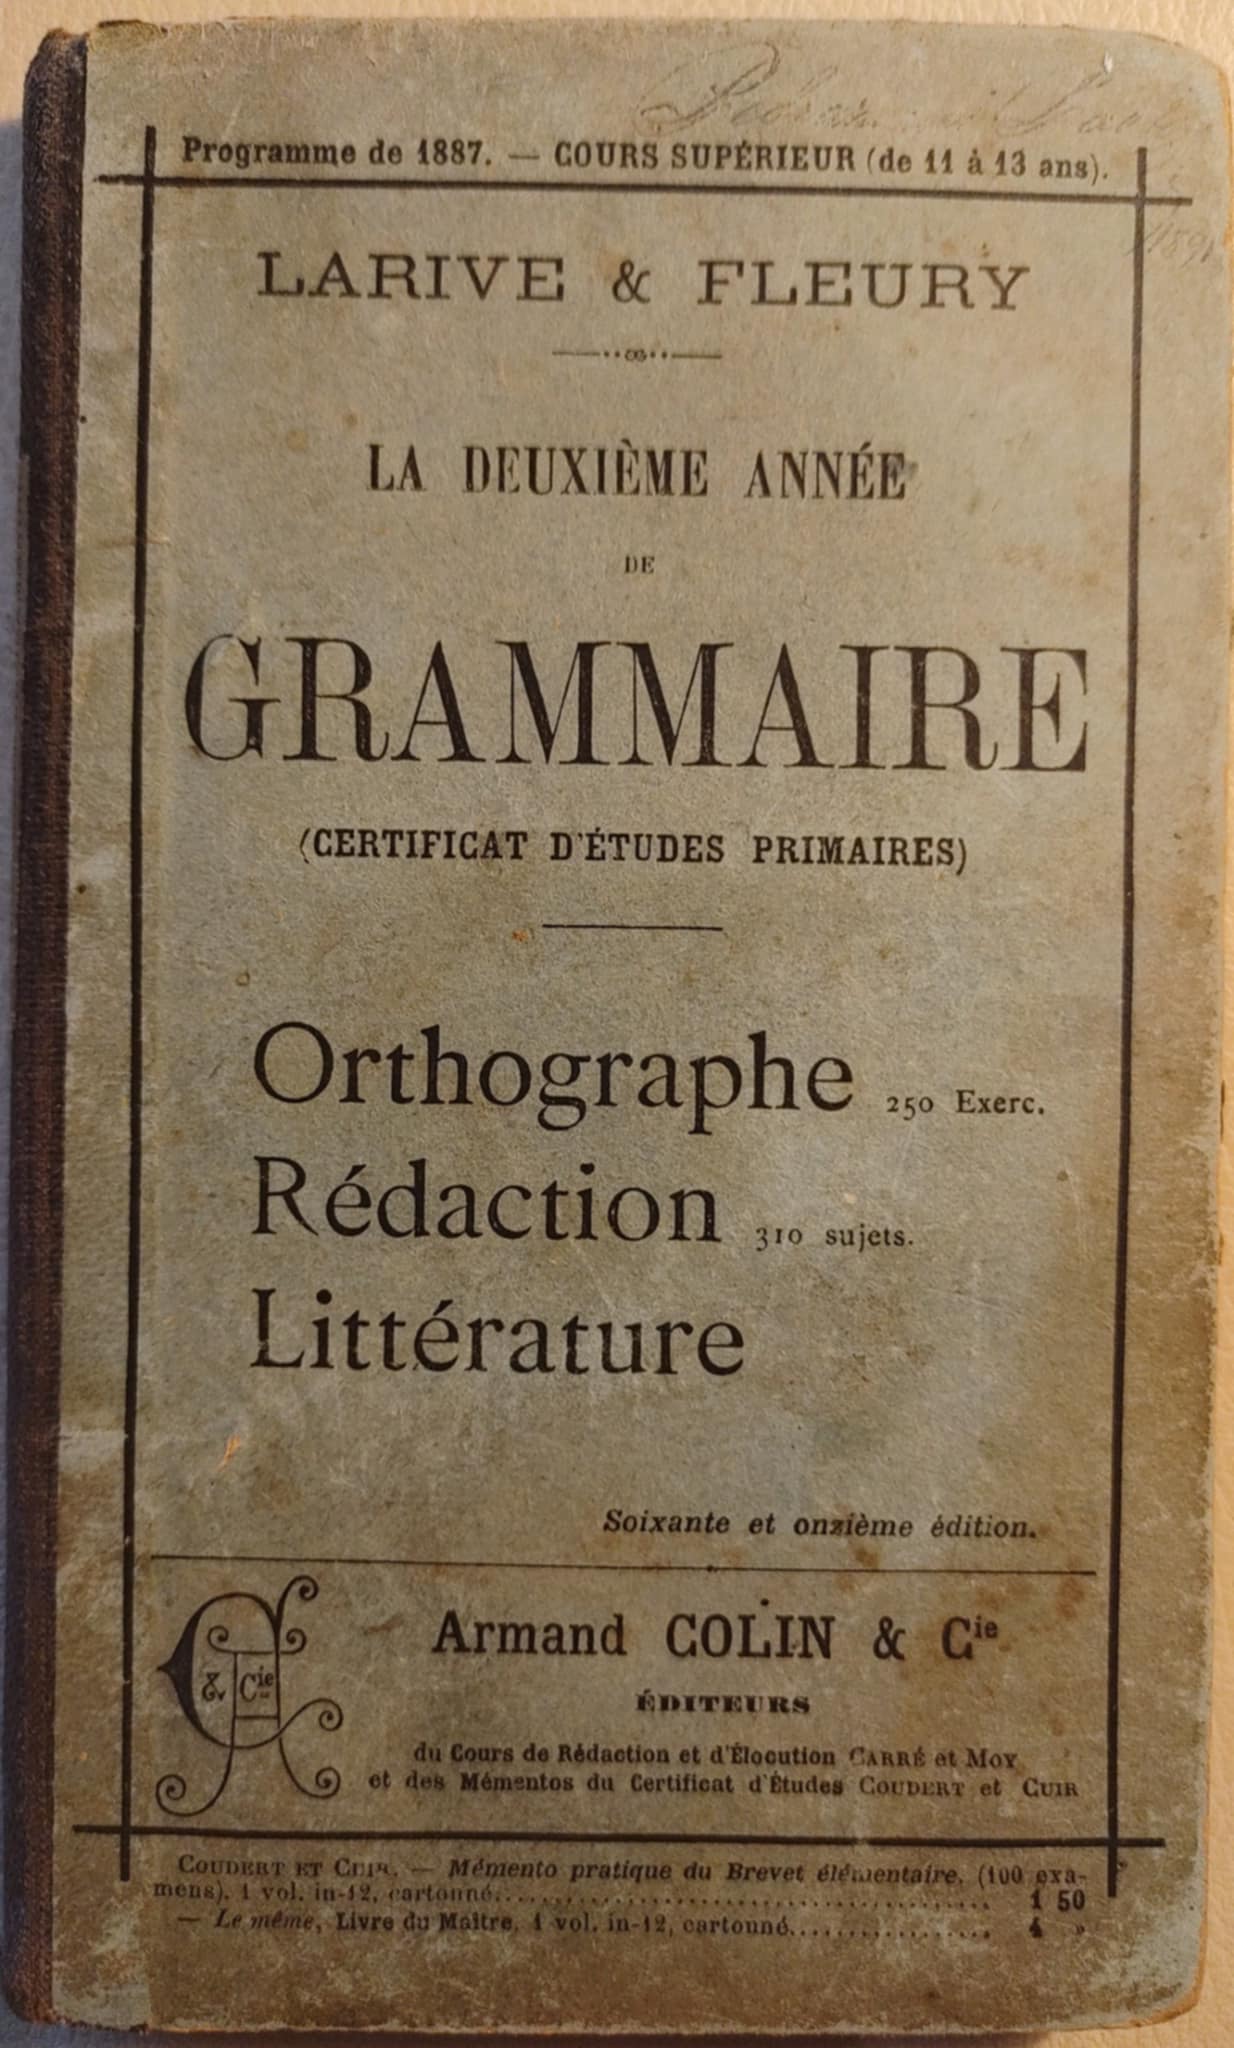 Programme de 1887. — COURS SUPÉRIEUR (de 11 à 13 ans).
LARIVE & FLEURY
LA DEUXIÈME ANNÉE
DE
GRAMMAIRE
(CERTIFICAT D'ÉTUDES PRIMAIRES)
Orthographe 250 Exerc.
Rédaction 310 sujets.
Littérature
Soixante et onzième édition.
& Cie
Armand COLIN & Cie
ÉDITEURS
du Cours de Rédaction et d'Élocution CARRÉ et MOY
et des Mémentos du Certificat d'Études COUDERT et CUIR
COUDERT ET CUIR. — Mémento pratique du Brevet élémentaire. (100 exa-
mens). 1 vol. in-12, cartonné. 1 50
— Le même, Livre du Maître. 1 vol. in-12, cartonné. 4 »